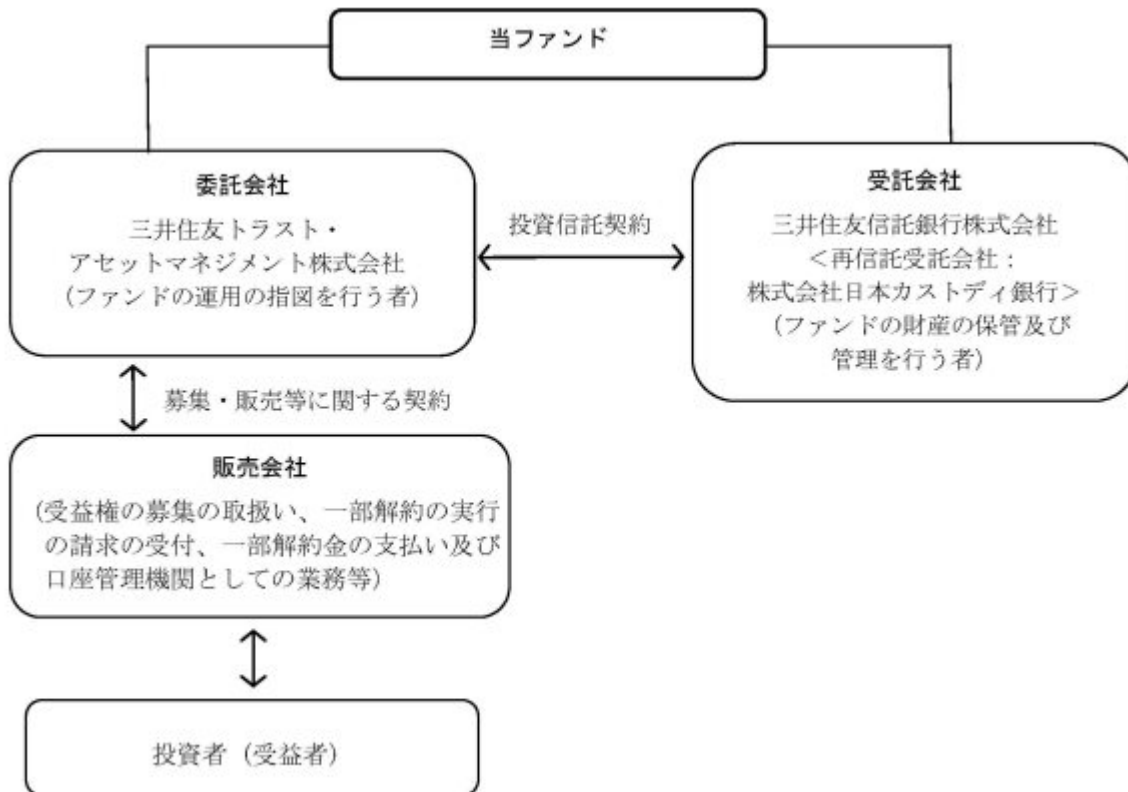 当ファンド
委託会社
三井住友トラスト・
アセットマネジメント株式会社
(ファンドの運用の指図を行う者)
投資信託契約
受託会社
三井住友信託銀行株式会社
＜再信託受託会社：
株式会社日本カストディ銀行＞
(ファンドの財産の保管及び
管理を行う者)
募集・販売等に関する契約
販売会社
(受益権の募集の取扱い、一部解約の実行
の請求の受付、一部解約金の支払い及び
口座管理機関としての業務等)
投資者 (受益者)